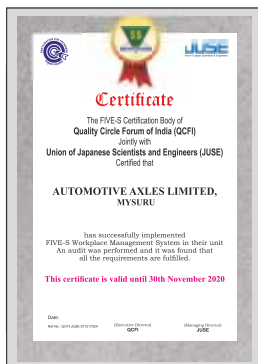 5S
JUSE
Certificate
The FIVE-S Certification Body of
Quality Circle Forum of India (QCFI)
Jointly with
Union of Japanese Scientists and Engineers (JUSE)
Certified that
AUTOMOTIVE AXLES LIMITED,
MYSURU
has successfully implemented
FIVE-S Workplace Management System in their unit
An audit was performed and it was found that
all the requirements are fulfilled.
This certificate is valid until 30th November 2020
Date:
(Executive Director)
QCFI
(Managing Director)
JUSE